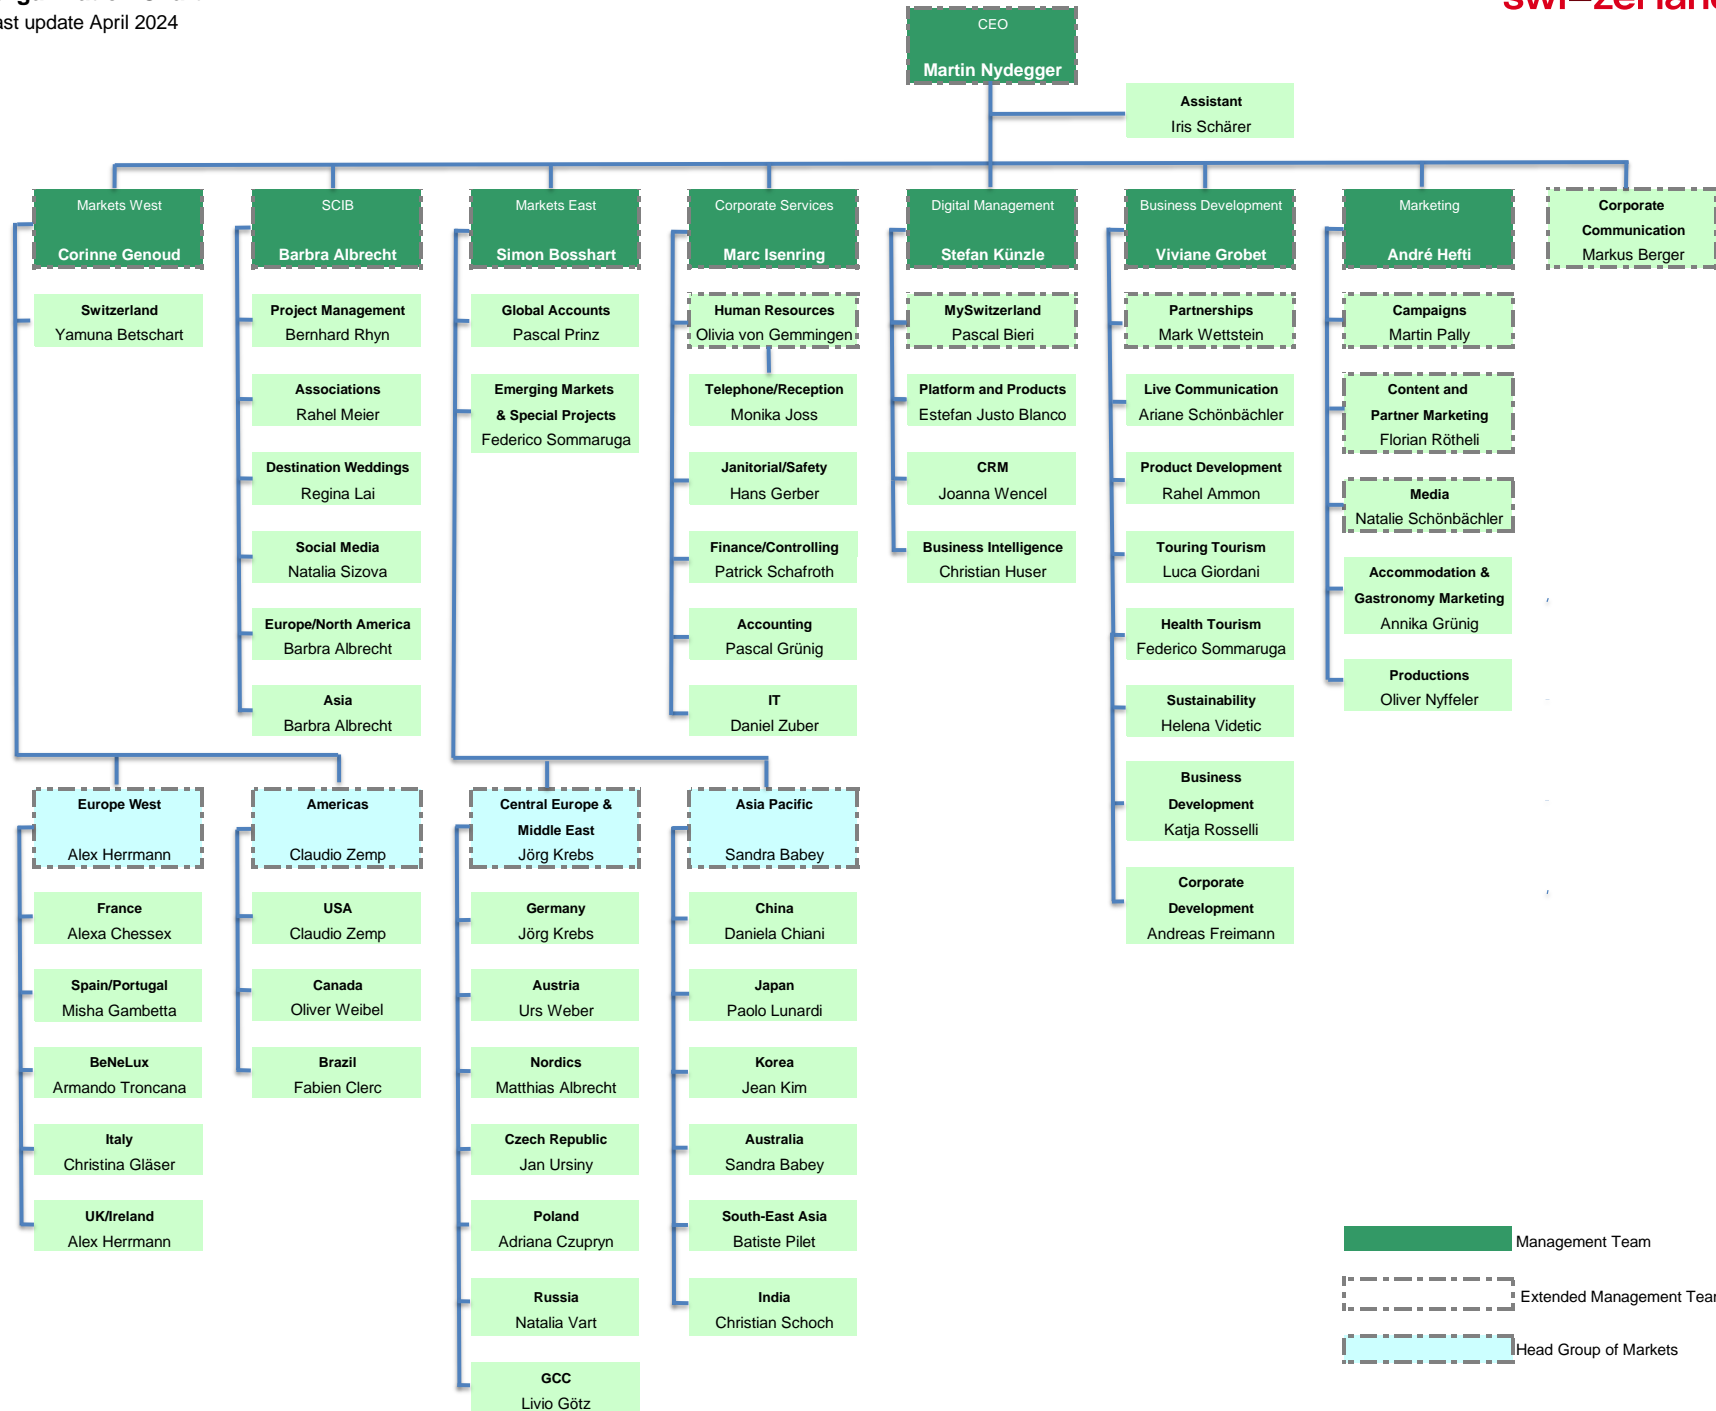 last update April 2024
CEO
Martin Nydegger
Assistant
Iris Schärer
Markets West
Corinne Genoud
SCIB
Barbra Albrecht
Markets East
Simon Bosshart
Corporate Services
Marc Isenring
Digital Management
Stefan Künzle
Business Development
Viviane Grobet
Marketing
André Hefti
Corporate
Communication
Markus Berger
Switzerland
Yamuna Betschart
Project Management
Bernhard Rhyn
Associations
Rahel Meier
Destination Weddings
Regina Lai
Social Media
Natalia Sizova
Europe/North America
Barbra Albrecht
Asia
Barbra Albrecht
Global Accounts
Pascal Prinz
Emerging Markets
& Special Projects
Federico Sommaruga
Human Resources
Olivia von Gemmingen
Telephone/Reception
Monika Joss
Janitorial/Safety
Hans Gerber
Finance/Controlling
Patrick Schafroth
Accounting
Pascal Grünig
IT
Daniel Zuber
MySwitzerland
Pascal Bieri
Platform and Products
Estefan Justo Blanco
CRM
Joanna Wencel
Business Intelligence
Christian Huser
Partnerships
Mark Wettstein
Live Communication
Ariane Schönbächler
Product Development
Rahel Ammon
Touring Tourism
Luca Giordani
Health Tourism
Federico Sommaruga
Sustainability
Helena Videtic
Business
Development
Katja Rosselli
Corporate
Development
Andreas Freimann
Campaigns
Martin Pally
Content and
Partner Marketing
Florian Rötheli
Media
Natalie Schönbächler
Accommodation &
Gastronomy Marketing
Annika Grünig
Productions
Oliver Nyffeler
Europe West
Alex Herrmann
France
Alexa Chessex
Spain/Portugal
Misha Gambetta
BeNeLux
Armando Troncana
Italy
Christina Gläser
UK/Ireland
Alex Herrmann
Americas
Claudio Zemp
USA
Claudio Zemp
Canada
Oliver Weibel
Brazil
Fabien Clerc
Central Europe &
Middle East
Jörg Krebs
Germany
Jörg Krebs
Austria
Urs Weber
Nordics
Matthias Albrecht
Czech Republic
Jan Ursiny
Poland
Adriana Czupryn
Russia
Natalia Vart
GCC
Livio Götz
Asia Pacific
Sandra Babey
China
Daniela Chiani
Japan
Paolo Lunardi
Korea
Jean Kim
Australia
Sandra Babey
South-East Asia
Batiste Pilet
India
Christian Schoch
Management Team
Extended Management Team
Head Group of Markets